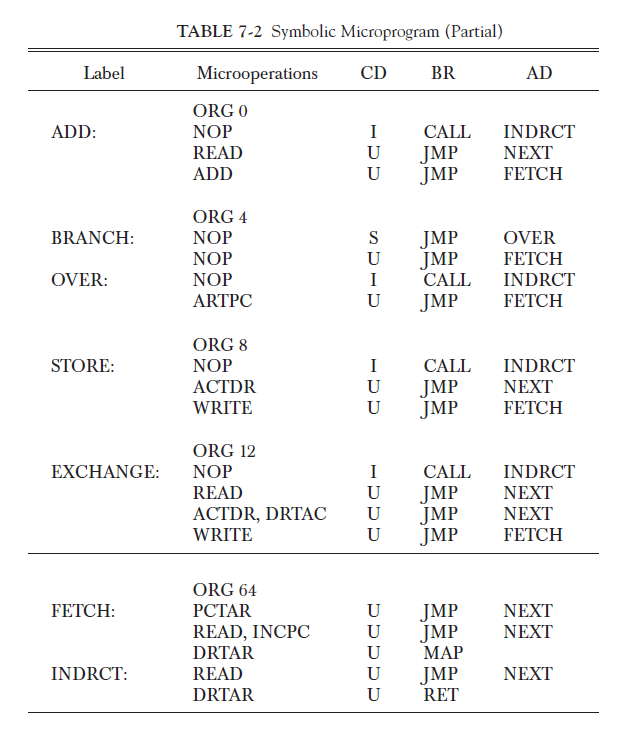 TABLE 7-2 Symbolic Microprogram (Partial)
Label Microoperations CD BR AD
ORG 0
ADD: NOP I CALL INDRCT
READ U JMP NEXT
ADD U JMP FETCH
ORG 4
BRANCH: NOP S JMP OVER
NOP U JMP FETCH
OVER: NOP I CALL INDRCT
ARTPC U JMP FETCH
ORG 8
STORE: NOP I CALL INDRCT
ACTDR U JMP NEXT
WRITE U JMP FETCH
ORG 12
EXCHANGE: NOP I CALL INDRCT
READ U JMP NEXT
ACTDR, DRTAC U JMP NEXT
WRITE U JMP FETCH
ORG 64
FETCH: PCTAR U JMP NEXT
READ, INCPC U JMP NEXT
DRTAR U MAP
INDRCT: READ U JMP NEXT
DRTAR U RET